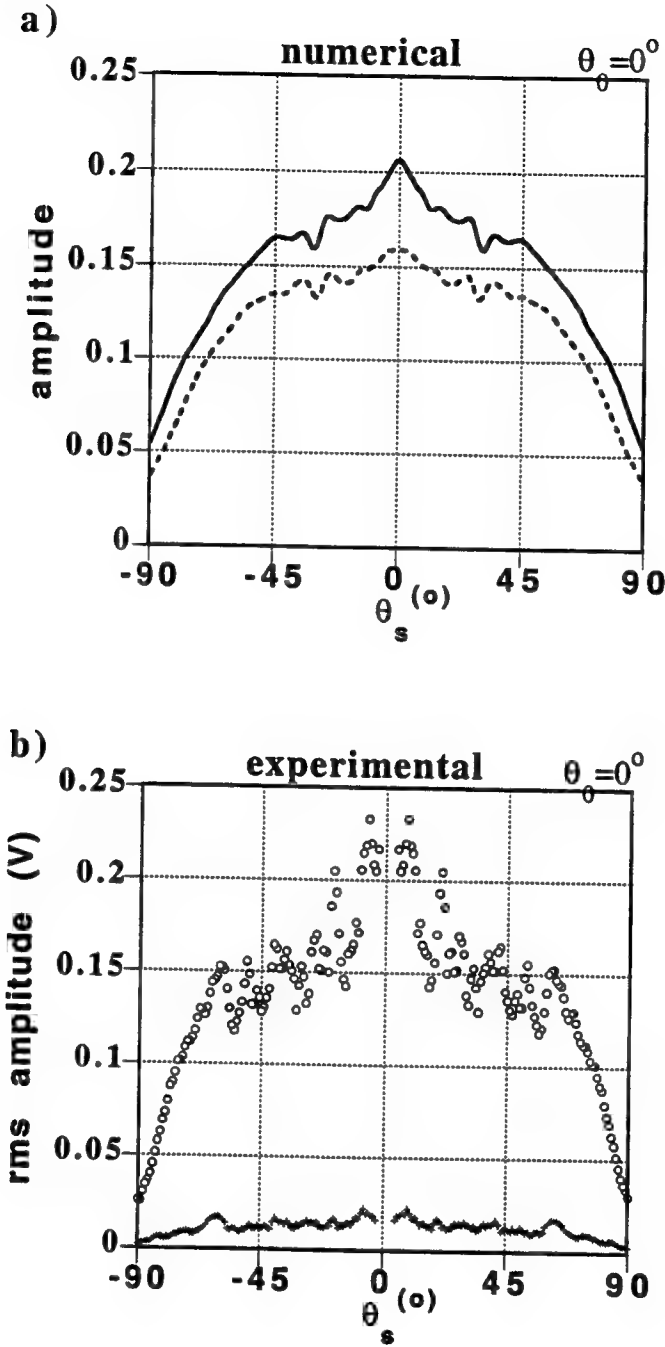 a)
numerical
θ₀=0°
0.25
0.2
0.15
0.1
0.05
0
amplitude
-90 -45 0 45 90
θₛ (o)
b)
experimental
θ₀=0°
0.25
0.2
0.15
0.1
0.05
0
rms amplitude (V)
-90 -45 0 45 90
θₛ (o)